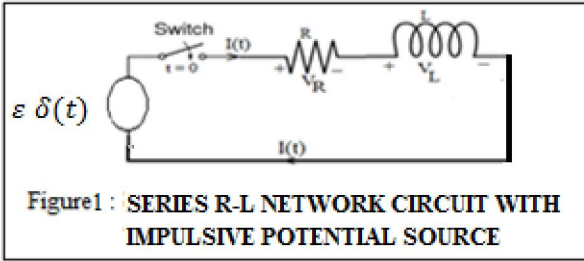 Switch
I(t)
R
L
t = 0
+
V_R
−
+
V_L
−
ε δ(t)
I(t)
Figure1 : SERIES R-L NETWORK CIRCUIT WITH
IMPULSIVE POTENTIAL SOURCE